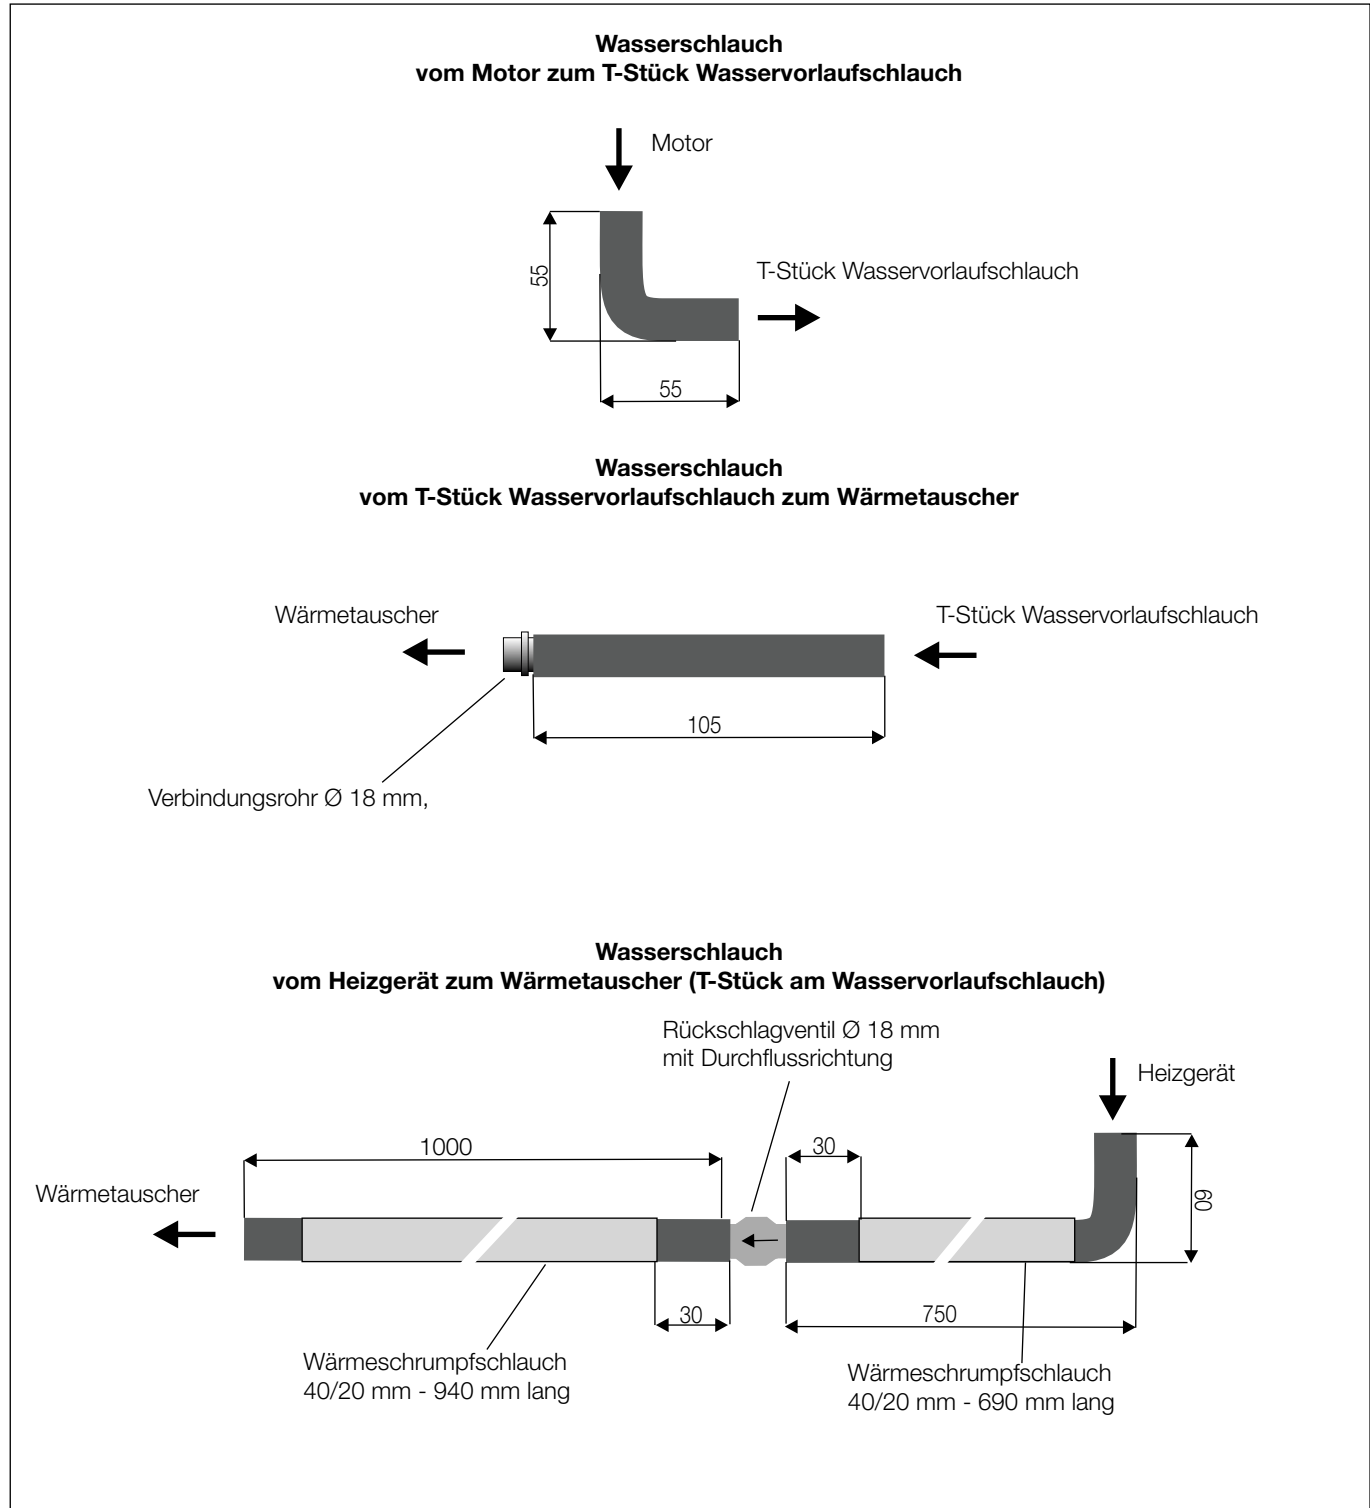 Wasserschlauch
vom Motor zum T-Stück Wasservorlaufschlauch
Motor
55
T-Stück Wasservorlaufschlauch
55
Wasserschlauch
vom T-Stück Wasservorlaufschlauch zum Wärmetauscher
Wärmetauscher
T-Stück Wasservorlaufschlauch
105
Verbindungsrohr Ø 18 mm,
Wasserschlauch
vom Heizgerät zum Wärmetauscher (T-Stück am Wasservorlaufschlauch)
Rückschlagventil Ø 18 mm
mit Durchflussrichtung
Heizgerät
1000
30
Wärmetauscher
60
30
750
Wärmeschrumpfschlauch
40/20 mm - 940 mm lang
Wärmeschrumpfschlauch
40/20 mm - 690 mm lang